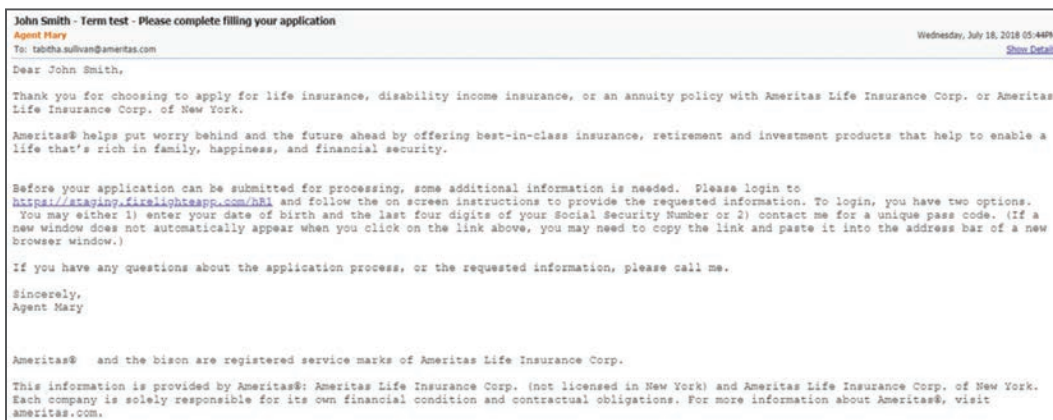 John Smith - Term test - Please complete filling your application
Agent Mary
Wednesday, July 18, 2018 05:44PM
To: tabitha.sullivan@ameritas.com
Show Detail
Dear John Smith,
Thank you for choosing to apply for life insurance, disability income insurance, or an annuity policy with Ameritas Life Insurance Corp. or Ameritas
Life Insurance Corp. of New York.
Ameritas® helps put worry behind and the future ahead by offering best-in-class insurance, retirement and investment products that help to enable a
life that's rich in family, happiness, and financial security.
Before your application can be submitted for processing, some additional information is needed. Please login to
https://staging.firelighteapp.com/hRl and follow the on screen instructions to provide the requested information. To login, you have two options.
You may either 1) enter your date of birth and the last four digits of your Social Security Number or 2) contact me for a unique pass code. (If a
new window does not automatically appear when you click on the link above, you may need to copy the link and paste it into the address bar of a new
browser window.)
If you have any questions about the application process, or the requested information, please call me.
Sincerely,
Agent Mary
Ameritas® and the bison are registered service marks of Ameritas Life Insurance Corp.
This information is provided by Ameritas®: Ameritas Life Insurance Corp. (not licensed in New York) and Ameritas Life Insurance Corp. of New York.
Each company is solely responsible for its own financial condition and contractual obligations. For more information about Ameritas®, visit
ameritas.com.